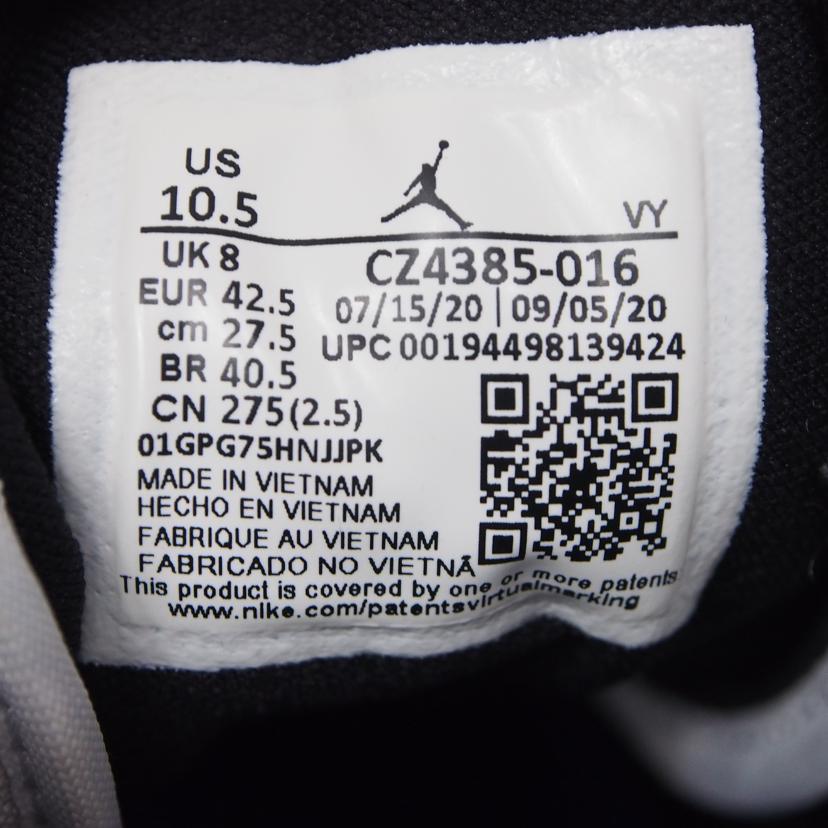 US
10.5
VY
UK 8
EUR 42.5
cm 27.5
BR 40.5
CN 275(2.5)
CZ4385-016
07/15/20 | 09/05/20
UPC 00194498139424
01GPG75HNJJPK
MADE IN VIETNAM
HECHO EN VIETNAM
FABRIQUE AU VIETNAM
FABRICADO NO VIETNÃ
This product is covered by one or more patents
www.nike.com/patentsvirtualmarking